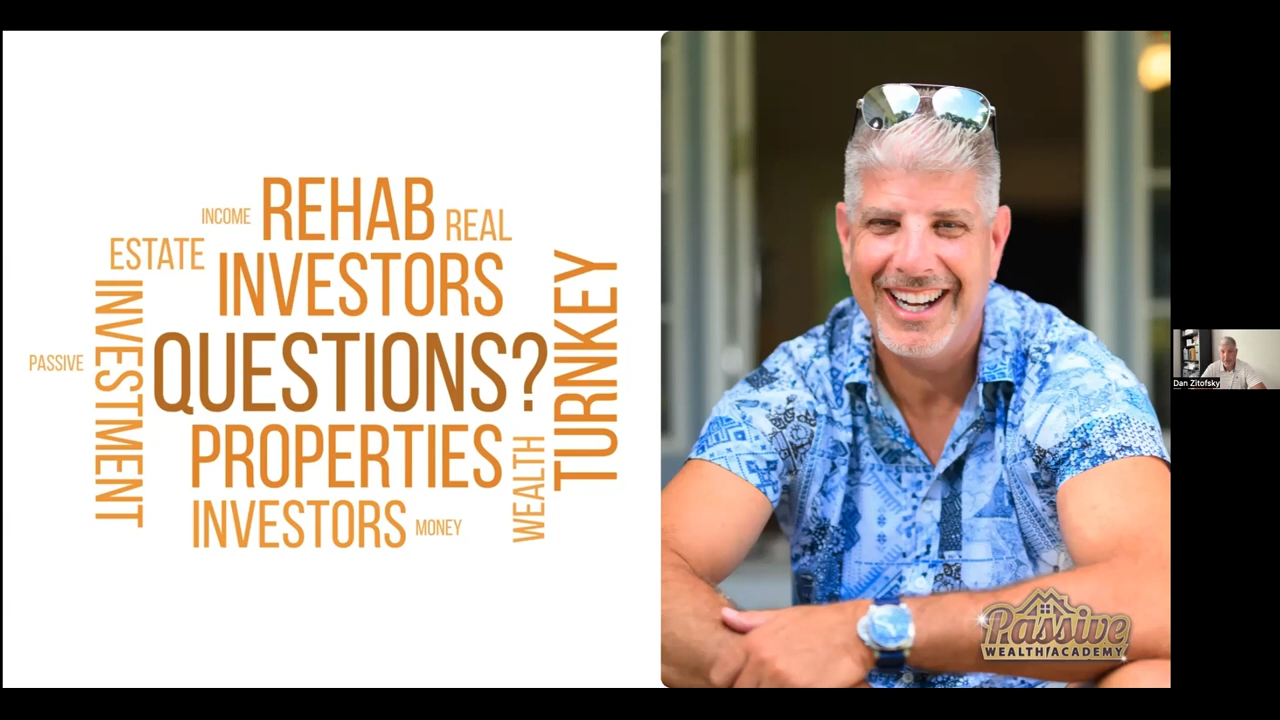 INCOME
REHAB
REAL
ESTATE
INVESTORS
TURNKEY
INVESTMENT
PASSIVE
QUESTIONS?
PROPERTIES
WEALTH
INVESTORS
MONEY
Passive
WEALTH ACADEMY
Dan Zitofsky